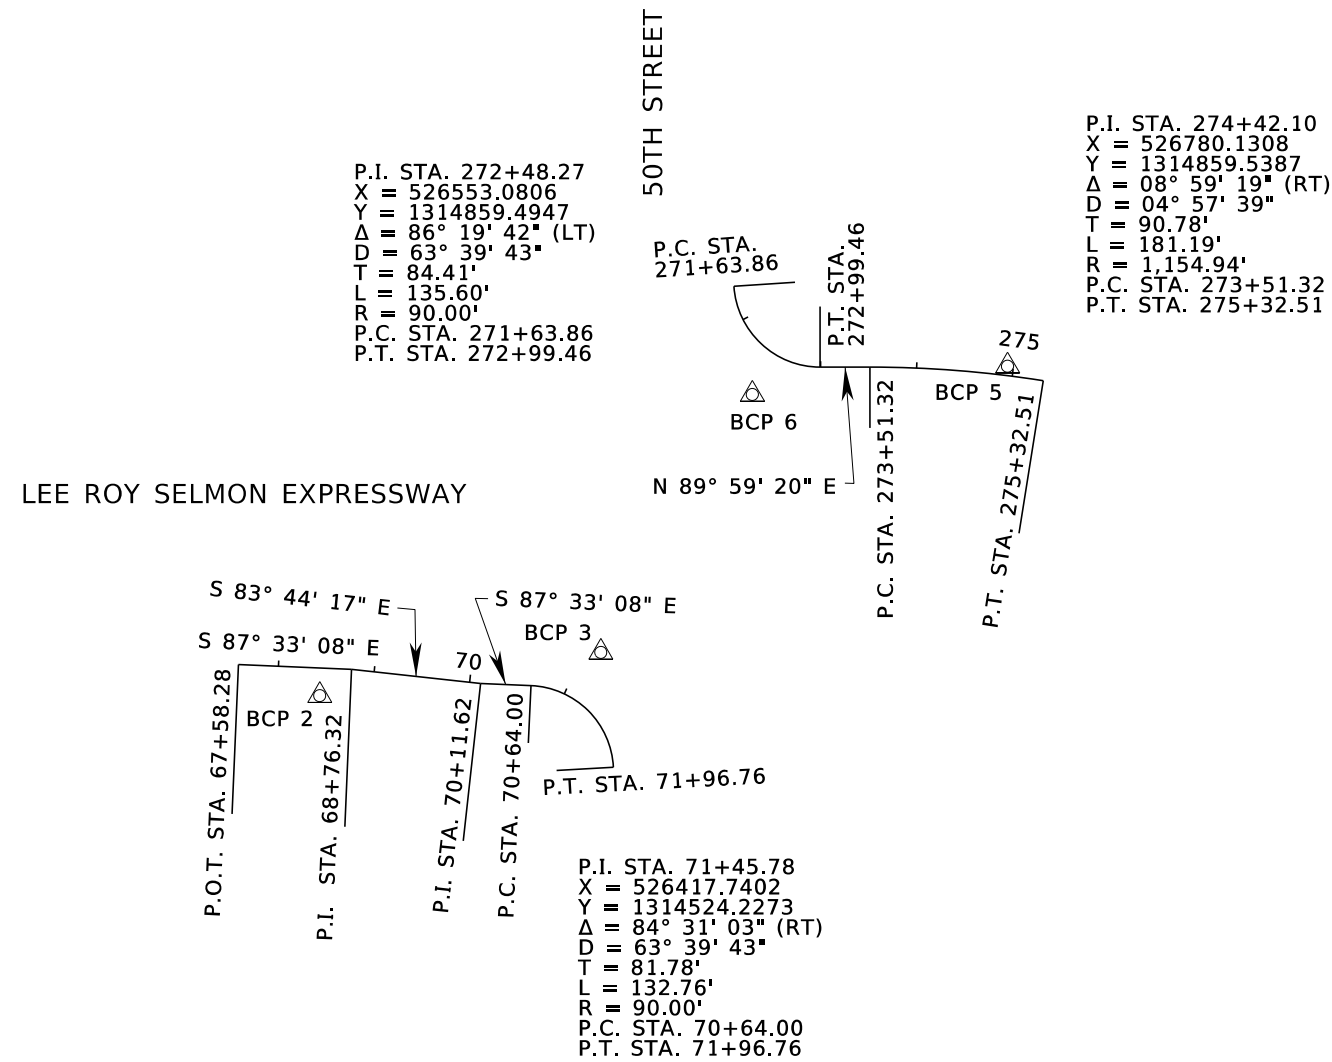 50TH STREET
P.I. STA. 272+48.27
X = 526553.0806
Y = 1314859.4947
Δ = 86° 19' 42" (LT)
D = 63° 39' 43"
T = 84.41'
L = 135.60'
R = 90.00'
P.C. STA. 271+63.86
P.T. STA. 272+99.46
P.I. STA. 274+42.10
X = 526780.1308
Y = 1314859.5387
Δ = 08° 59' 19" (RT)
D = 04° 57' 39"
T = 90.78'
L = 181.19'
R = 1,154.94'
P.C. STA. 273+51.32
P.T. STA. 275+32.51
P.C. STA.
271+63.86
P.T. STA.
272+99.46
275
BCP 5
BCP 6
N 89° 59' 20" E
P.C. STA. 273+51.32
P.T. STA. 275+32.51
LEE ROY SELMON EXPRESSWAY
S 83° 44' 17" E
S 87° 33' 08" E
S 87° 33' 08" E
BCP 3
70
BCP 2
P.O.T. STA. 67+58.28
P.I. STA. 68+76.32
P.I. STA. 70+11.62
P.C. STA. 70+64.00
P.T. STA. 71+96.76
P.I. STA. 71+45.78
X = 526417.7402
Y = 1314524.2273
Δ = 84° 31' 03" (RT)
D = 63° 39' 43"
T = 81.78'
L = 132.76'
R = 90.00'
P.C. STA. 70+64.00
P.T. STA. 71+96.76